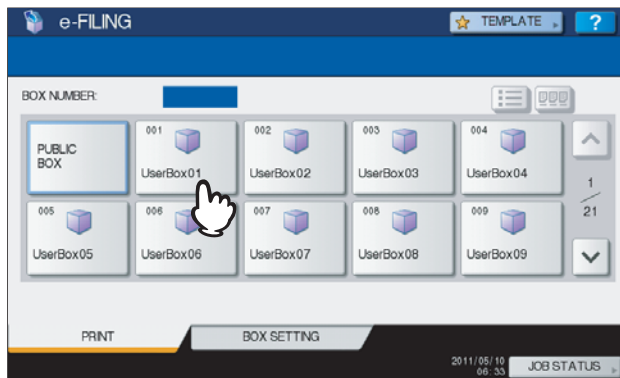 e-FILING
TEMPLATE
?
BOX NUMBER:
PUBLIC
BOX
001
UserBox01
002
UserBox02
003
UserBox03
004
UserBox04
1
21
005
UserBox05
006
UserBox06
007
UserBox07
008
UserBox08
009
UserBox09
PRINT
BOX SETTING
2011/05/10
06:33
JOB STATUS